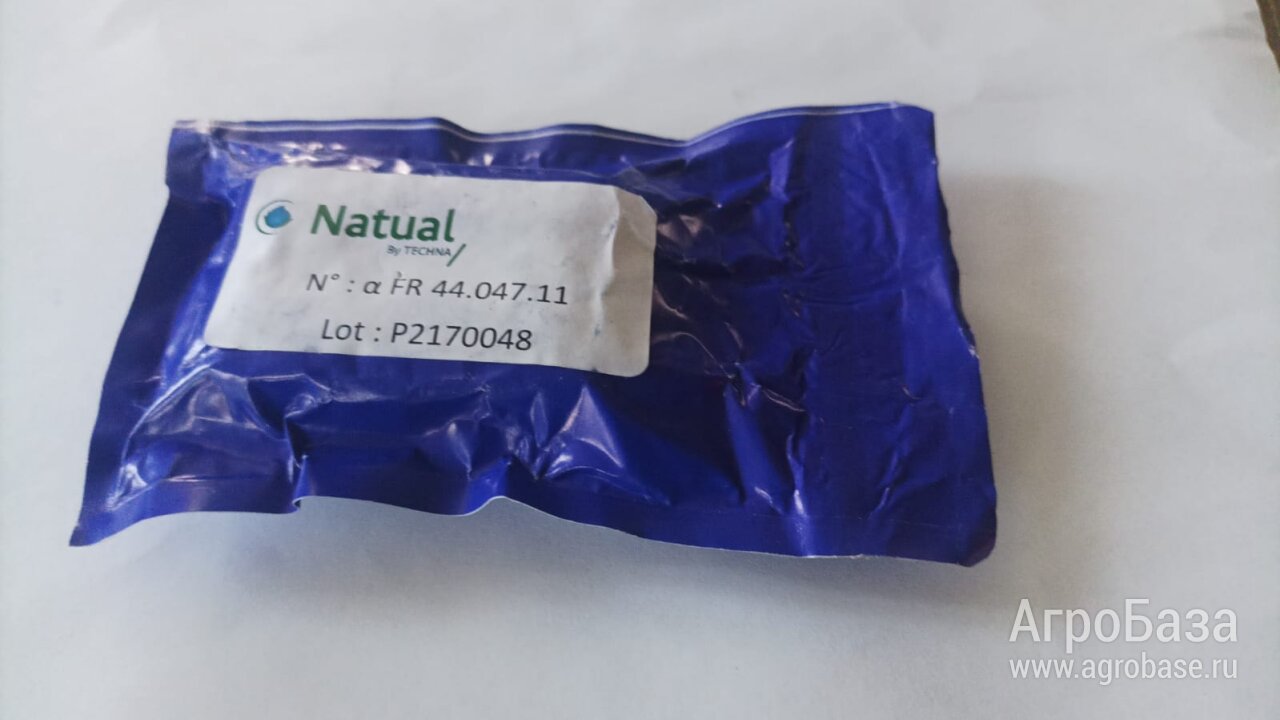 Natual
By TECHNA
N° : α FR 44.047.11
Lot : P2170048
АгроБаза
www.agrobase.ru